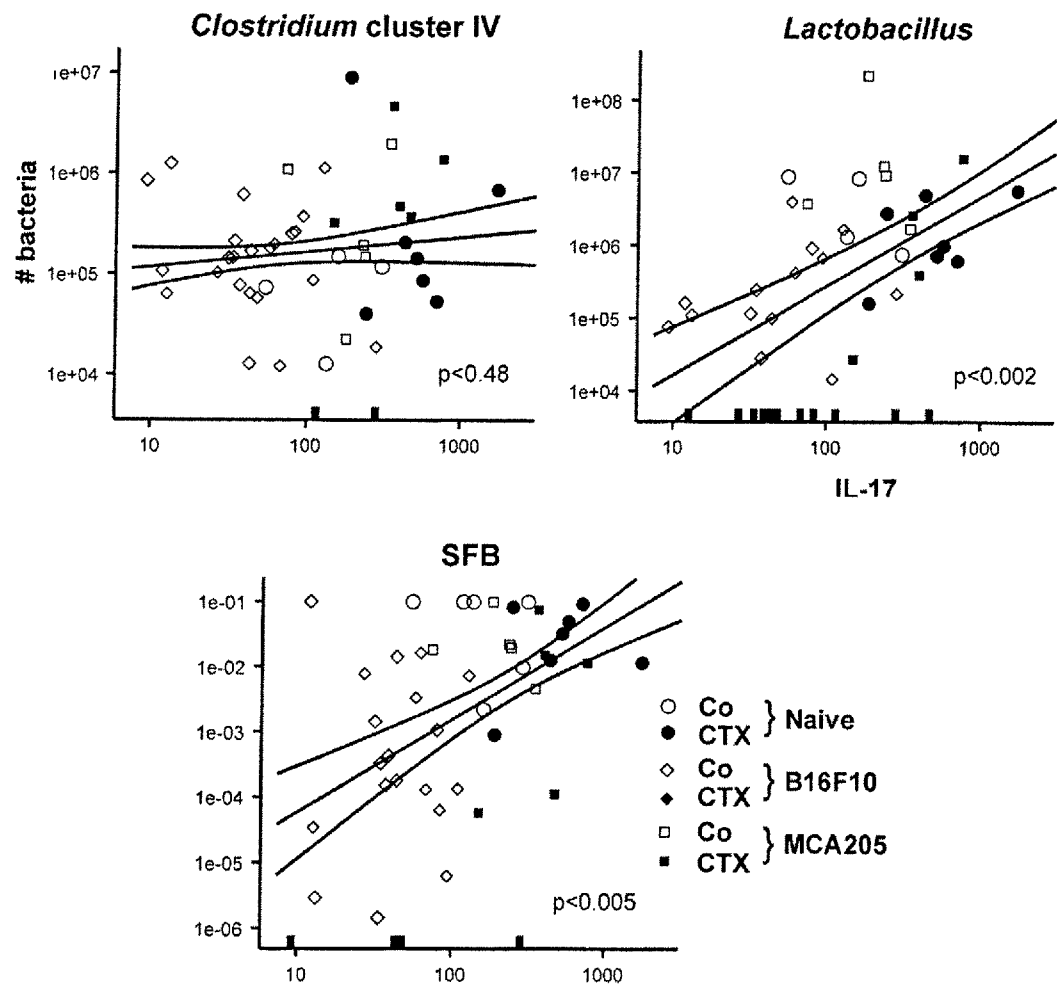 Clostridium cluster IV
# bacteria
1e+07
1e+06
1e+05
1e+04
p<0.48
10 100 1000
Lactobacillus
1e+08
1e+07
1e+06
1e+05
1e+04
p<0.002
10 100 1000
IL-17
SFB
1e-01
1e-02
1e-03
1e-04
1e-05
1e-06
p<0.005
10 100 1000
Co
CTX
} Naive
Co
CTX
} B16F10
Co
CTX
} MCA205